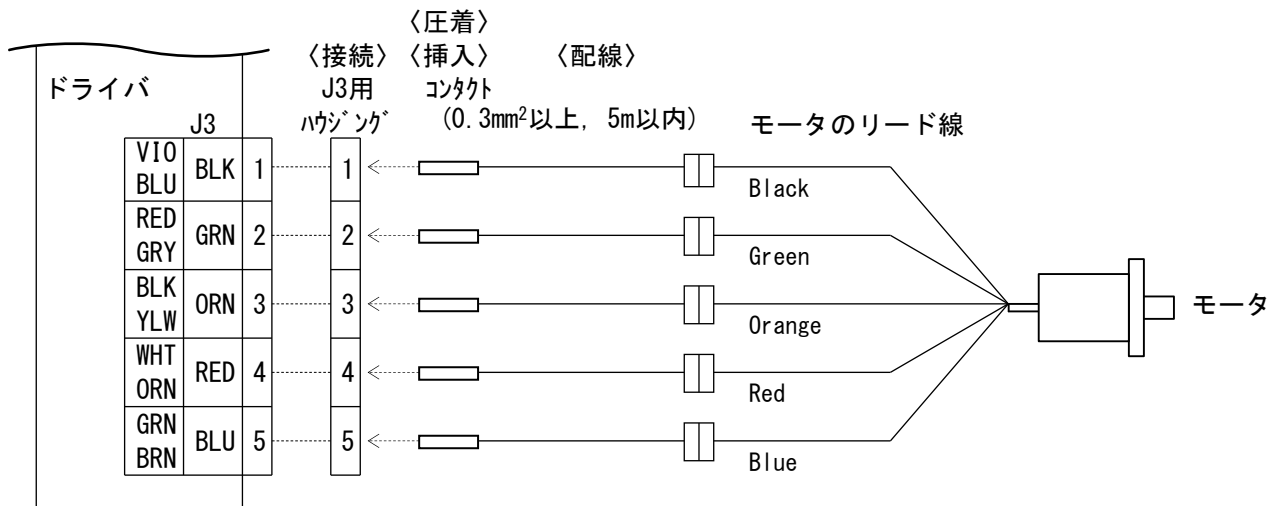 〈圧着〉
〈接続〉〈挿入〉 〈配線〉
ドライバ J3用 ｺﾝﾀｸﾄ
J3 ﾊｳｼﾞﾝｸﾞ (0.3mm²以上, 5m以内) モータのリード線
VIO
BLU BLK 1 1 Black
RED
GRY GRN 2 2 Green
BLK
YLW ORN 3 3 Orange
モータ
WHT
ORN RED 4 4 Red
GRN
BRN BLU 5 5 Blue